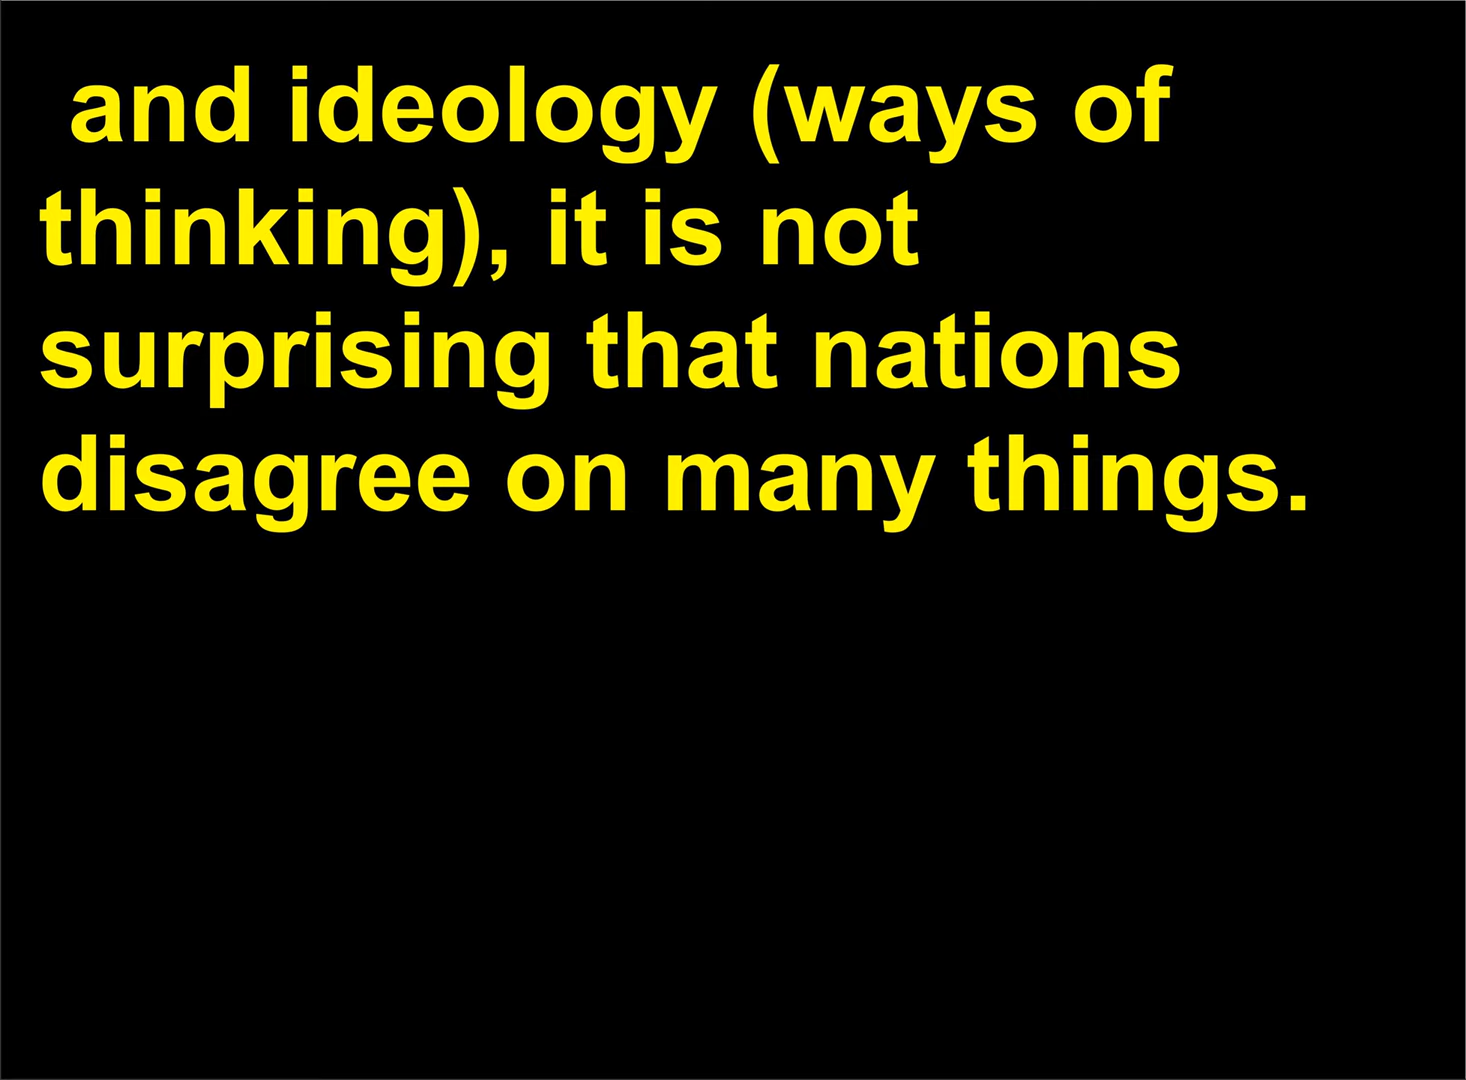 and ideology (ways of
thinking), it is not
surprising that nations
disagree on many things.